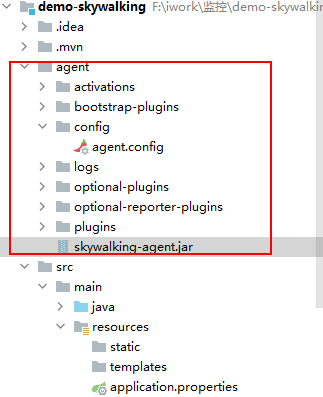 demo-skywalking F:\iwork\监控\demo-skywalkin
.idea
.mvn
agent
activations
bootstrap-plugins
config
agent.config
logs
optional-plugins
optional-reporter-plugins
plugins
skywalking-agent.jar
src
main
java
resources
static
templates
application.properties